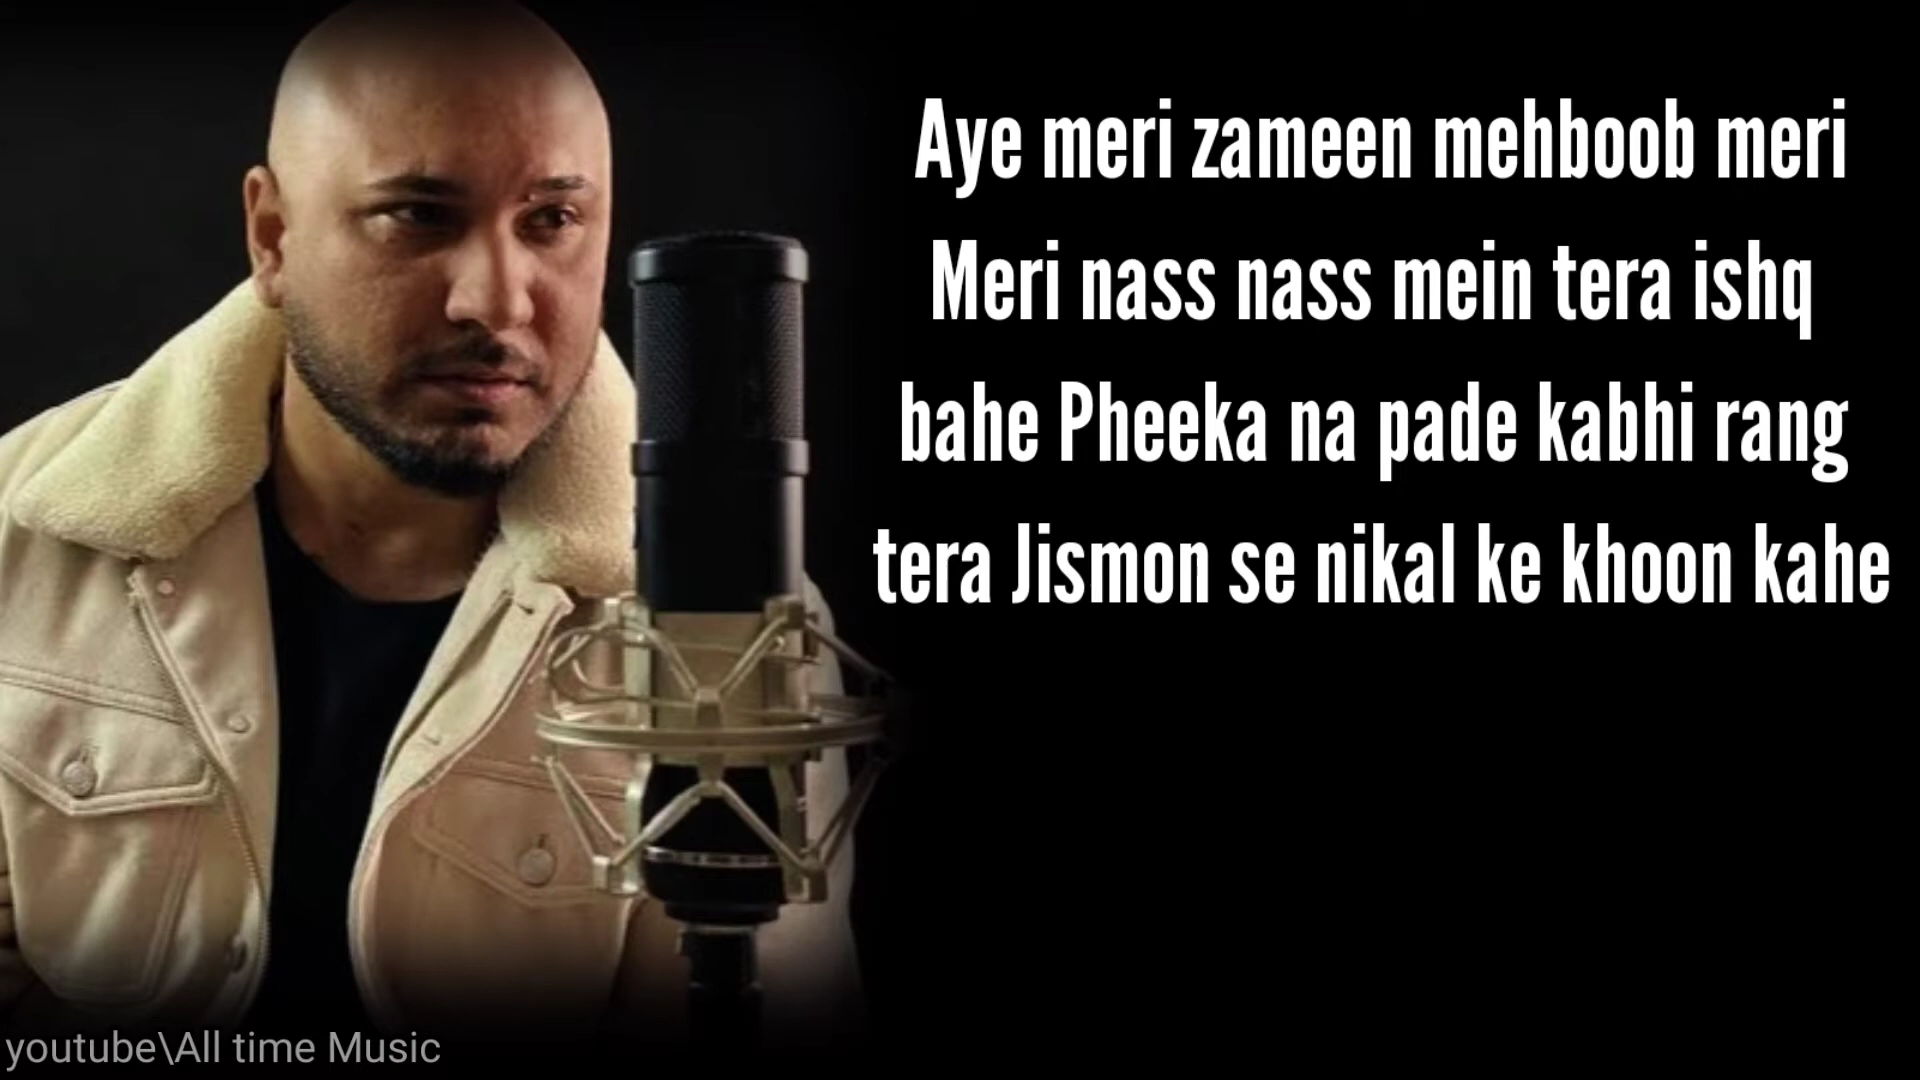 Aye meri zameen mehboob meri
Meri nass nass mein tera ishq
bahe Pheeka na pade kabhi rang
tera Jismon se nikal ke khoon kahe
youtube\All time Music